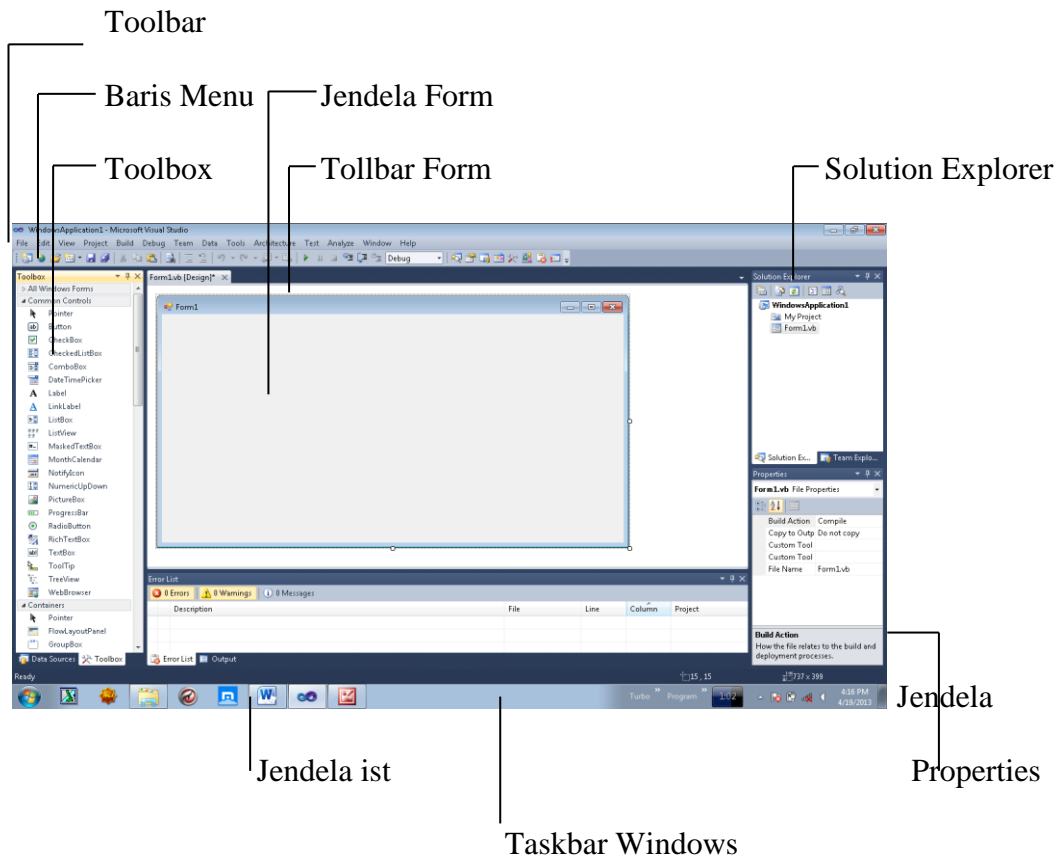 Toolbar
Baris Menu
Jendela Form
Toolbox
Tollbar Form
Solution Explorer
WindowsApplication1 - Microsoft Visual Studio
File Edit View Project Build Debug Team Data Tools Architecture Test Analyze Window Help
Debug
Toolbox
All Windows Forms
Common Controls
Pointer
Button
CheckBox
CheckedListBox
ComboBox
DateTimePicker
Label
LinkLabel
ListBox
ListView
MaskedTextBox
MonthCalendar
NotifyIcon
NumericUpDown
PictureBox
ProgressBar
RadioButton
RichTextBox
TextBox
ToolTip
TreeView
WebBrowser
Containers
Pointer
FlowLayoutPanel
GroupBox
Data Sources Toolbox
Form1.vb [Design]*
Form1
Solution Explorer
WindowsApplication1
My Project
Form1.vb
Solution Ex... Team Explo...
Properties
Form1.vb File Properties
Build Action Compile
Copy to Outp Do not copy
Custom Tool
Custom Tool
File Name Form1.vb
Build Action
How the file relates to the build and
deployment processes.
Error List
0 Errors 0 Warnings 0 Messages
Description File Line Column Project
Error List Output
Ready 15 , 15 737 x 399
Turbo Program 1:02 4:16 PM
4/19/2013
Jendela
Jendela ist
Properties
Taskbar Windows